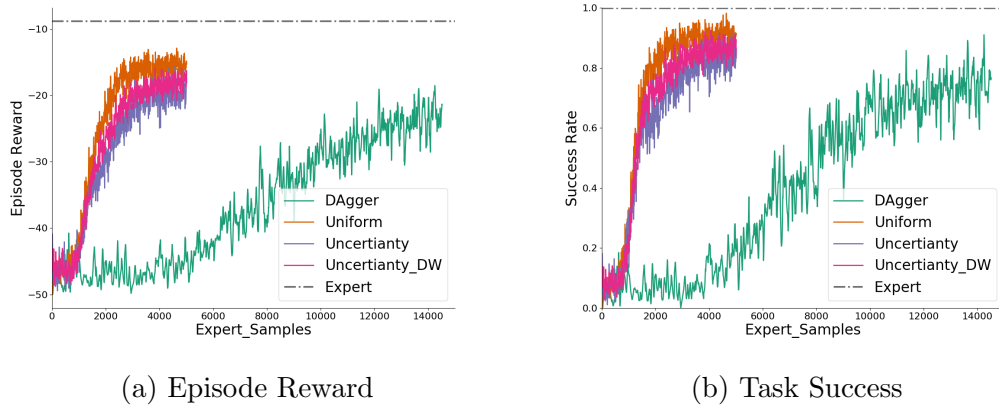 Episode Reward
−10
−20
−30
−40
−50
0 2000 4000 6000 8000 10000 12000 14000
Expert_Samples
DAgger
Uniform
Uncertianty
Uncertianty_DW
Expert
Success Rate
1.0
0.8
0.6
0.4
0.2
0.0
0 2000 4000 6000 8000 10000 12000 14000
Expert_Samples
DAgger
Uniform
Uncertianty
Uncertianty_DW
Expert
(a) Episode Reward
(b) Task Success